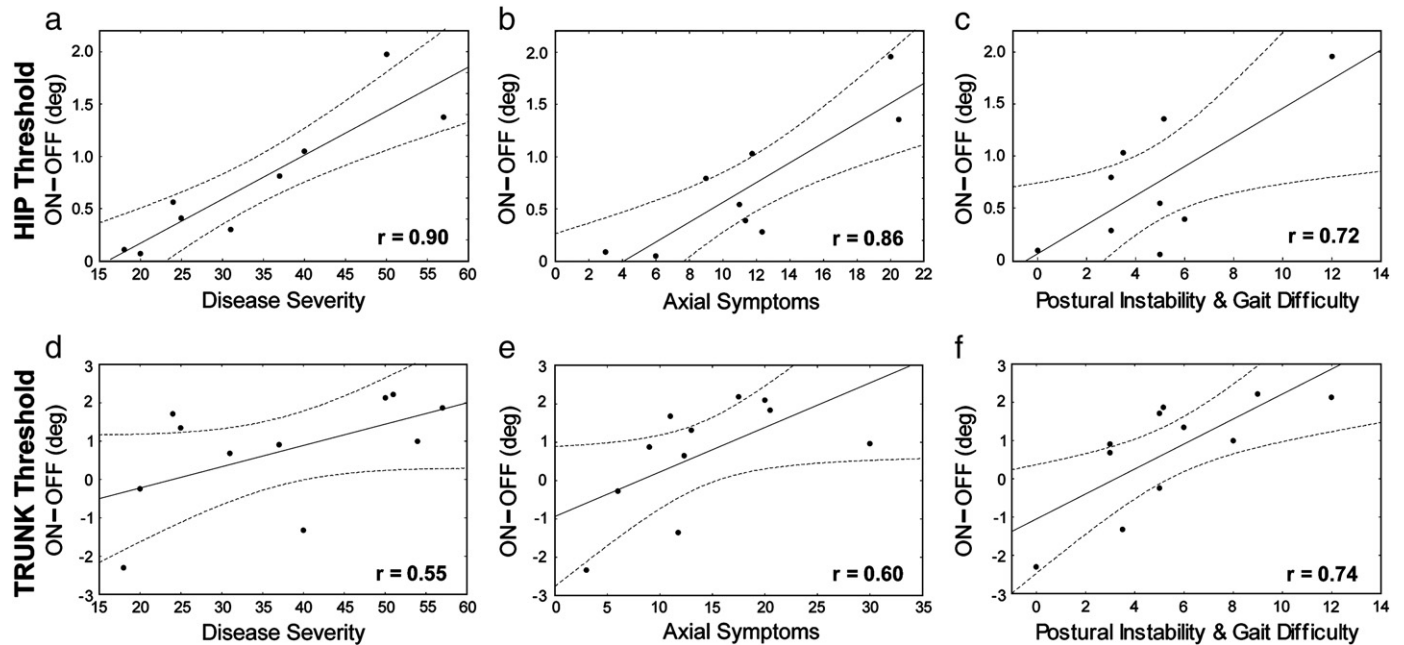 a
HIP Threshold
ON−OFF (deg)
2.0
1.5
1.0
0.5
0
15 20 25 30 35 40 45 50 55 60
Disease Severity
r = 0.90
b
ON−OFF (deg)
2.0
1.5
1.0
0.5
0
0 2 4 6 8 10 12 14 16 18 20 22
Axial Symptoms
r = 0.86
c
ON−OFF (deg)
2.0
1.5
1.0
0.5
0
0 2 4 6 8 10 12 14
Postural Instability & Gait Difficulty
r = 0.72
d
TRUNK Threshold
ON−OFF (deg)
3
2
1
0
-1
-2
-3
15 20 25 30 35 40 45 50 55 60
Disease Severity
r = 0.55
e
ON−OFF (deg)
3
2
1
0
-1
-2
-3
0 5 10 15 20 25 30 35
Axial Symptoms
r = 0.60
f
ON−OFF (deg)
3
2
1
0
-1
-2
-3
0 2 4 6 8 10 12 14
Postural Instability & Gait Difficulty
r = 0.74